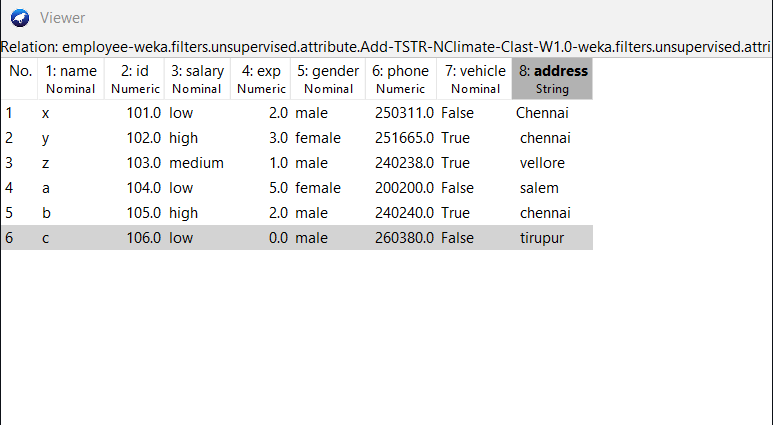 Viewer
Relation: employee-weka.filters.unsupervised.attribute.Add-TSTR-NClimate-Clast-W1.0-weka.filters.unsupervised.attri
No. 1: name 2: id 3: salary 4: exp 5: gender 6: phone 7: vehicle 8: address
Nominal Numeric Nominal Numeric Nominal Numeric Nominal String
1 x 101.0 low 2.0 male 250311.0 False Chennai
2 y 102.0 high 3.0 female 251665.0 True chennai
3 z 103.0 medium 1.0 male 240238.0 True vellore
4 a 104.0 low 5.0 female 200200.0 False salem
5 b 105.0 high 2.0 male 240240.0 True chennai
6 c 106.0 low 0.0 male 260380.0 False tirupur